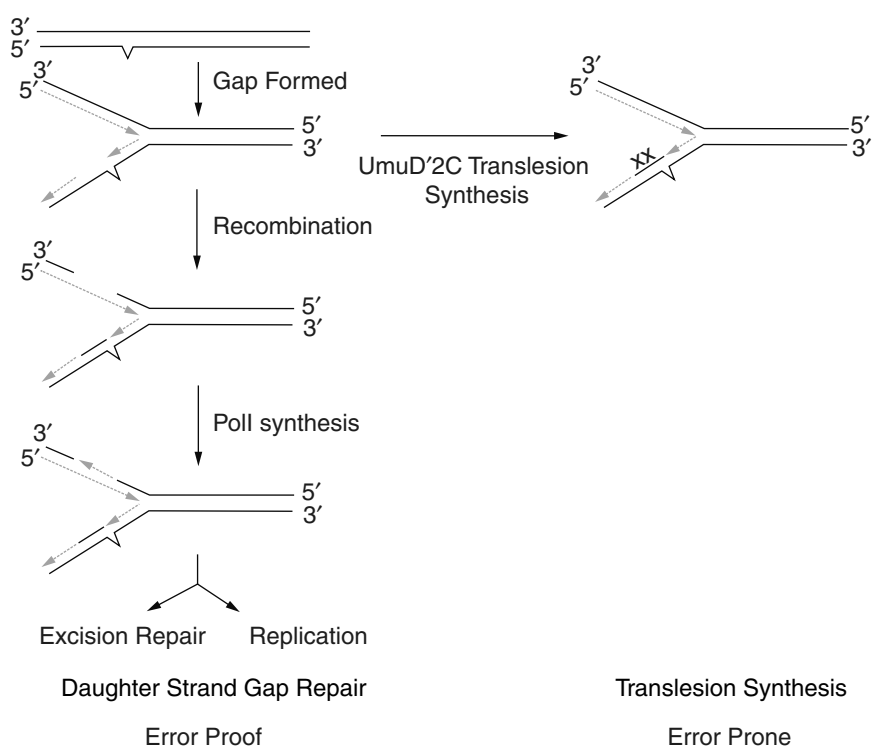 3′
5′
3′
5′
Gap Formed
5′
3′
UmuD′2C Translesion
Synthesis
3′
5′
XX
5′
3′
Recombination
3′
5′
5′
3′
PolI synthesis
3′
5′
5′
3′
Excision Repair Replication
Daughter Strand Gap Repair Translesion Synthesis
Error Proof Error Prone